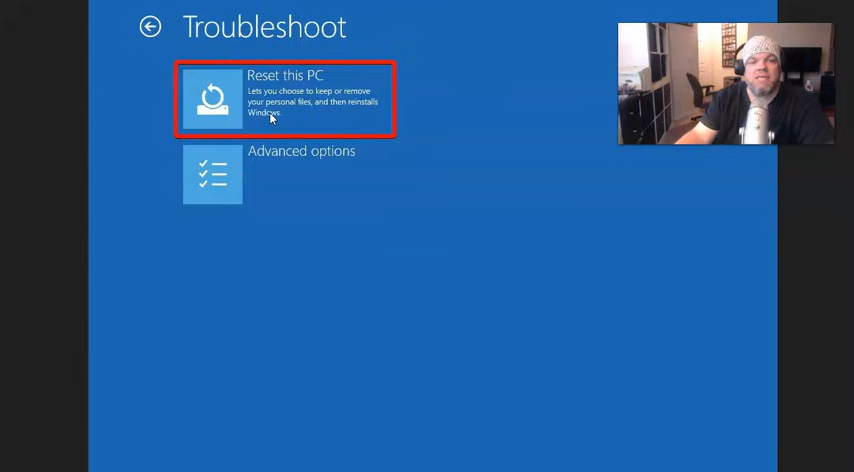 Troubleshoot
Reset this PC
Lets you choose to keep or remove
your personal files, and then reinstalls
Windows.
Advanced options